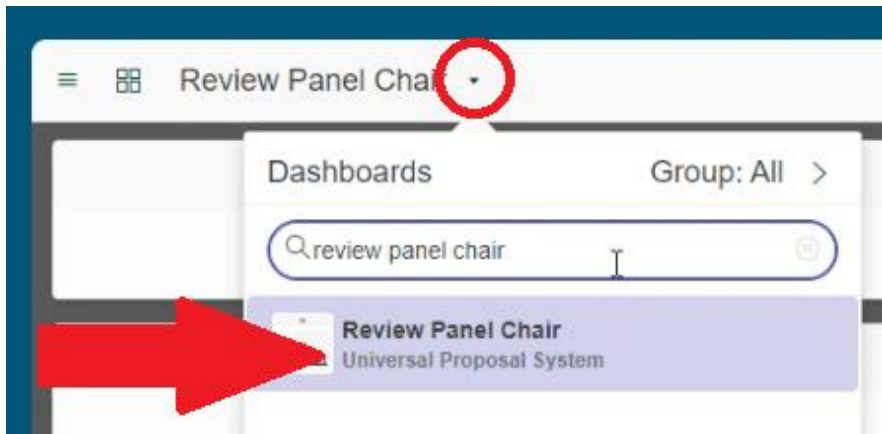 Review Panel Chair
Dashboards Group: All >
review panel chair
Review Panel Chair
Universal Proposal System